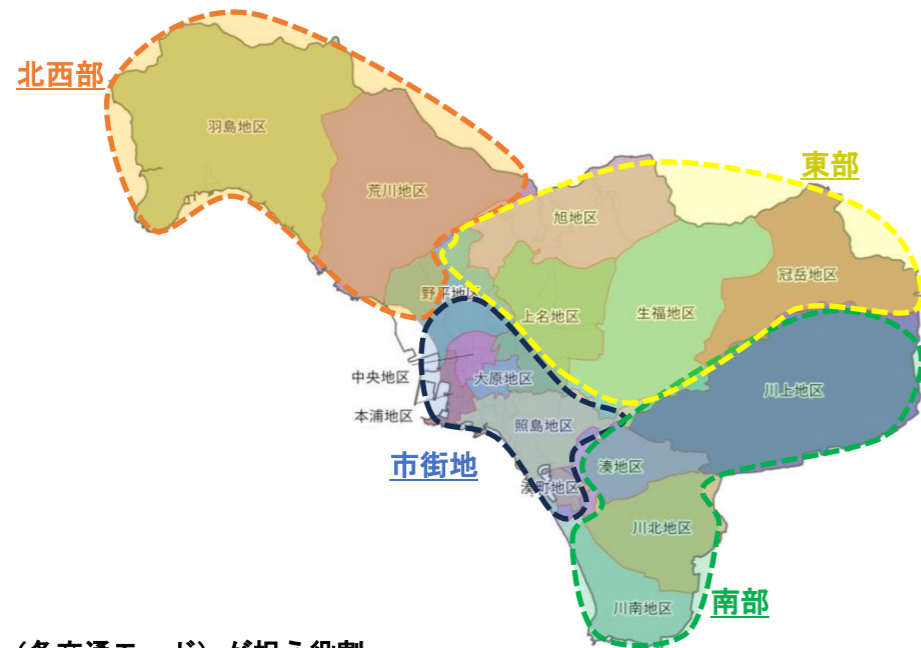 北西部
羽島地区
荒川地区
東部
旭地区
冠岳地区
野平地区
上名地区
生福地区
中央地区
大原地区
川上地区
本浦地区
照島地区
市街地
湊地区
湊町地区
川北地区
川南地区
南部